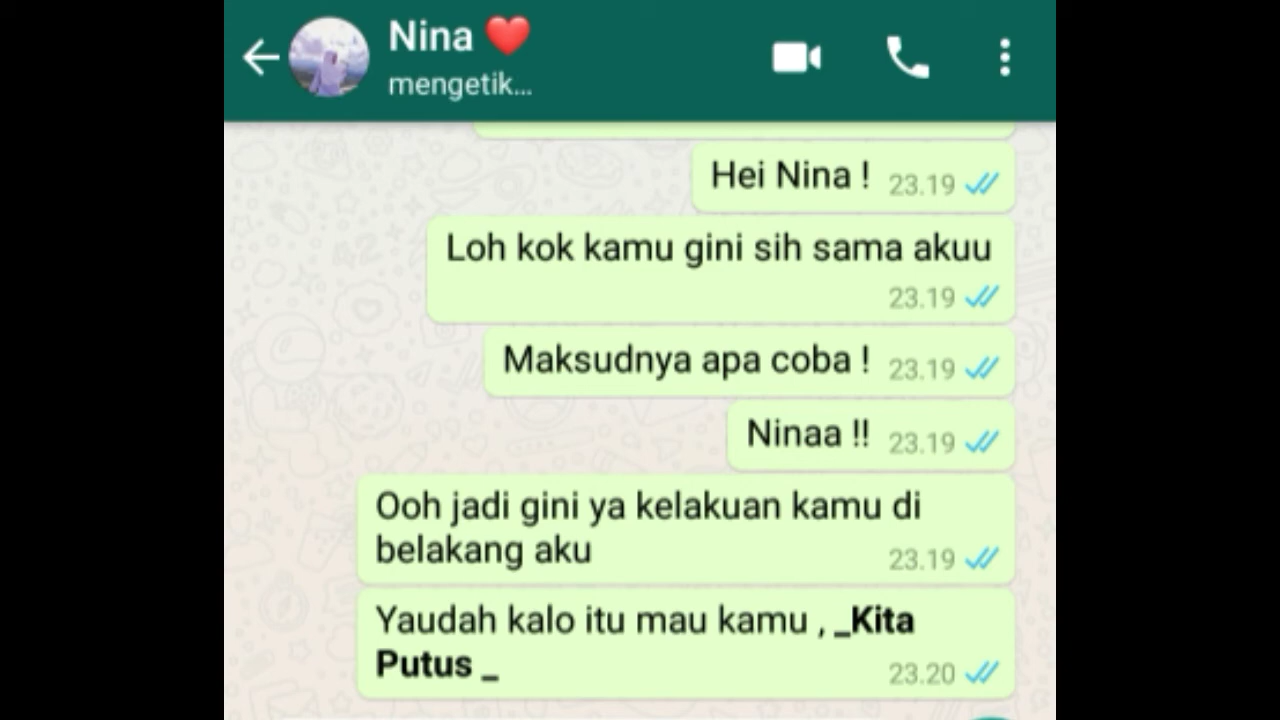 Nina ❤️
mengetik...
Hei Nina ! 23.19
Loh kok kamu gini sih sama akuu
23.19
Maksudnya apa coba ! 23.19
Ninaa !! 23.19
Ooh jadi gini ya kelakuan kamu di
belakang aku 23.19
Yaudah kalo itu mau kamu , _Kita
Putus _ 23.20